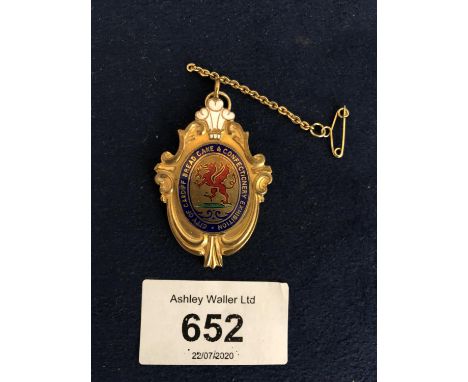 CITY OF CARDIFF BREAD CAKE & CONFECTIONERY EXHIBITION
Ashley Waller Ltd
652
22/07/2020